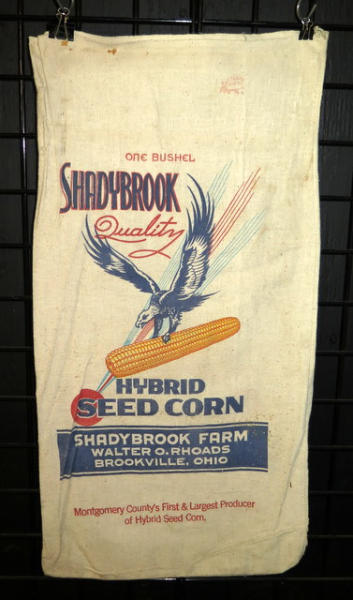 ONE BUSHEL
SHADYBROOK
Quality
HYBRID
SEED CORN
SHADYBROOK FARM
WALTER O. RHOADS
BROOKVILLE, OHIO
Montgomery County's First & Largest Producer
of Hybrid Seed Corn.